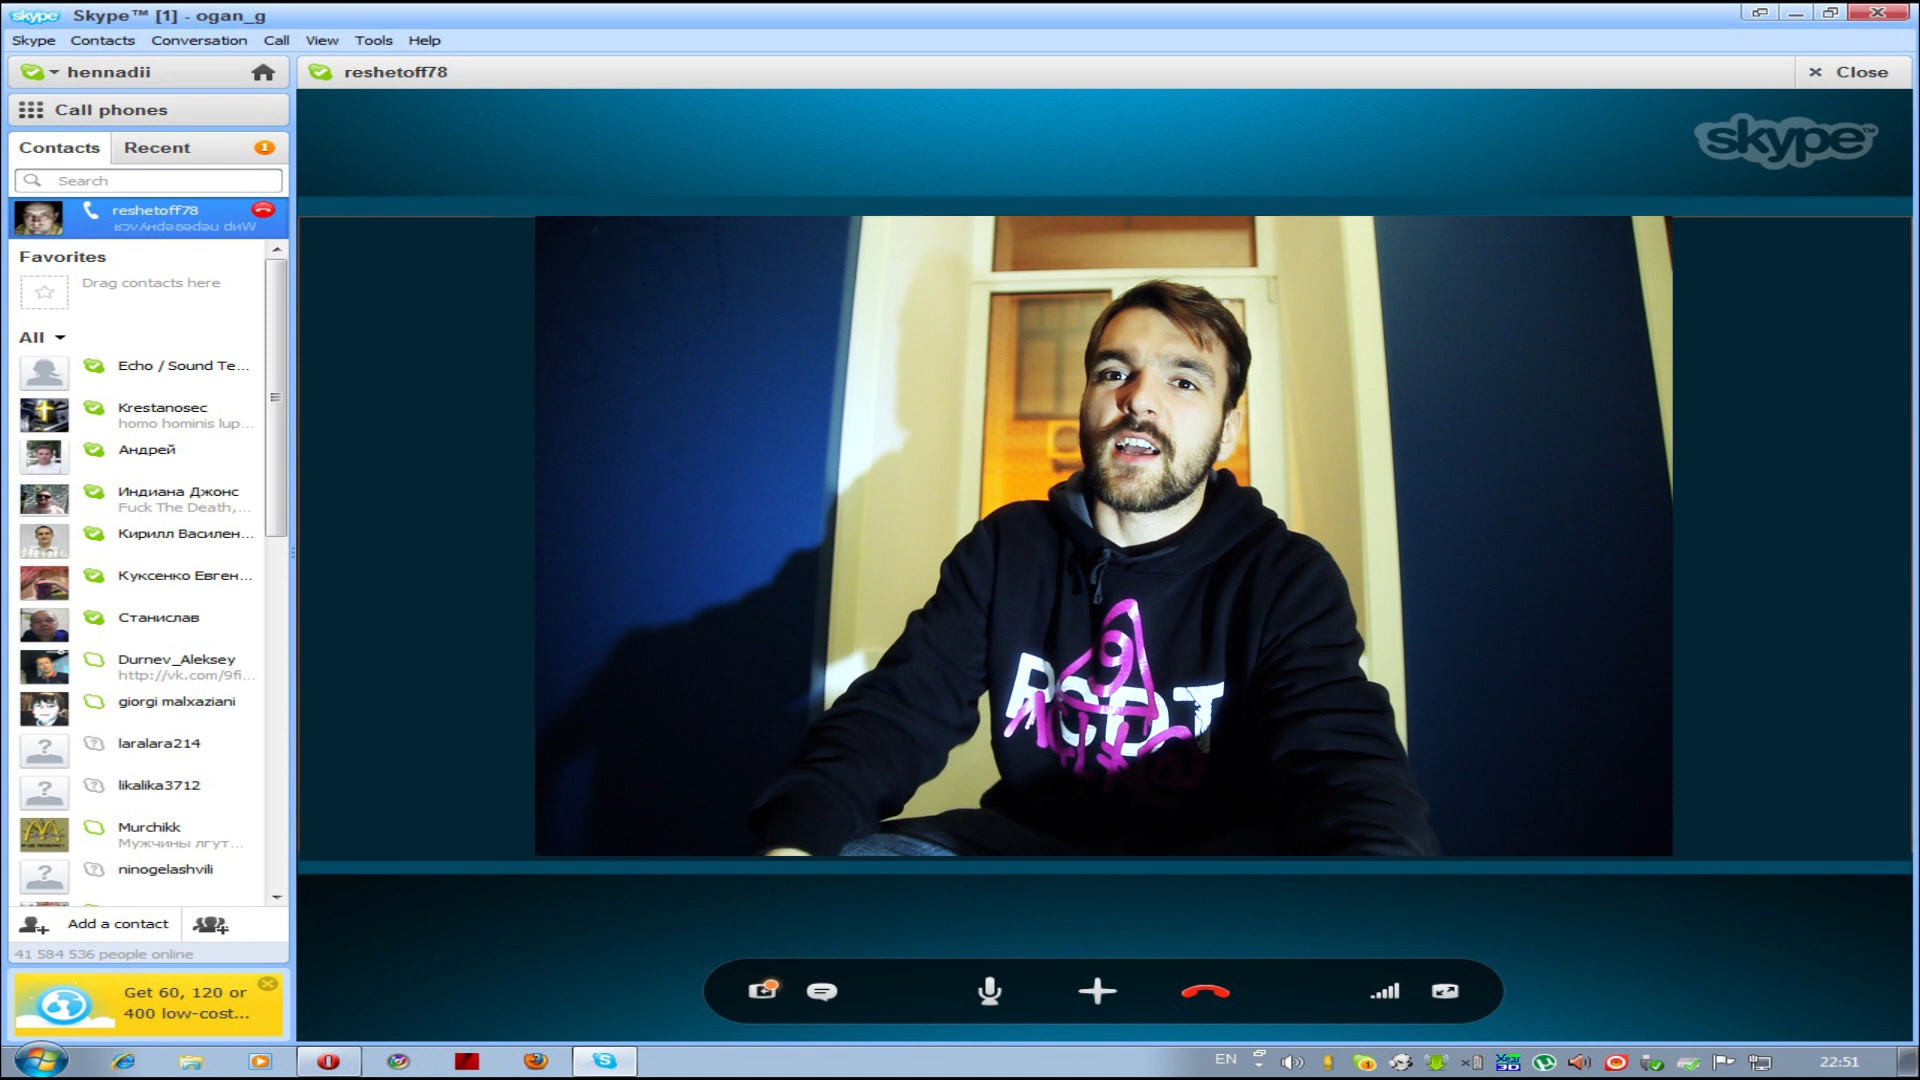 skype Skype™ [1] - ogan_g
Skype Contacts Conversation Call View Tools Help
hennadii
reshetoff78
Close
Call phones
Contacts
Recent
1
Search
reshetoff78
Favorites
Drag contacts here
All
Echo / Sound Te...
Krestanosec
homo hominis lup...
Андрей
Индиана Джонс
Fuck The Death,...
Кирилл Василен...
Куксенко Евген...
Станислав
Durnev_Aleksey
http://vk.com/9fi...
giorgi malxaziani
laralara214
likalika3712
Murchikk
Мужчины лгут...
ninogelashvili
Add a contact
41 584 536 people online
Get 60, 120 or
400 low-cost...
skype™
EN
22:51